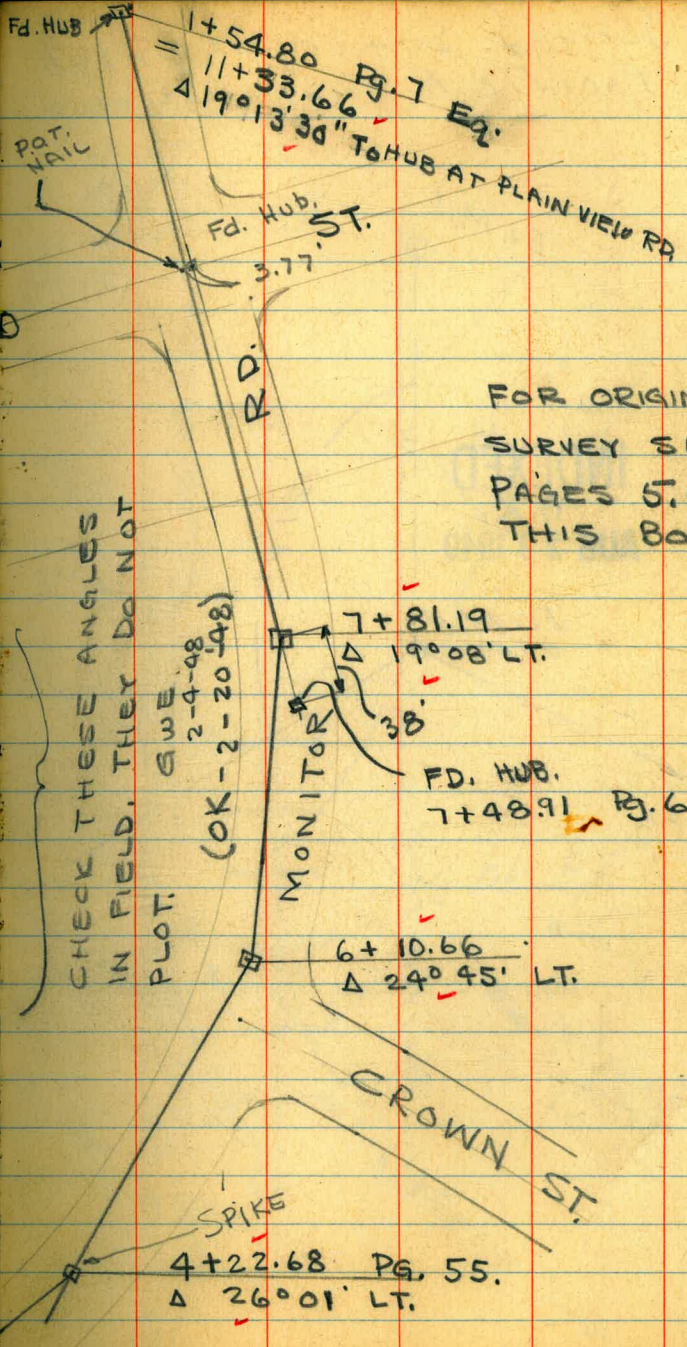 Fd. HUB
1+54.80 Pg. 7 Eq.
= 11+33.66
Δ 19°13'30" To HUB AT PLAIN VIEW RD.
P.O.T.
NAIL
Fd. Hub.
ST.
3.77'
RD.
FOR ORIGIN
SURVEY S
PAGES 5.
THIS BO
CHECK THESE ANGLES
IN FIELD, THEY DO NOT
PLOT. GWE
2-4-48
(OK-2-20-48)
7+81.19
Δ 19°08' LT.
38'
FD. HUB.
7+48.91 Pg. 6
MONITOR
6+10.66
Δ 24°45' LT.
CROWN ST.
SPIKE
4+22.68 PG. 55.
Δ 26°01' LT.